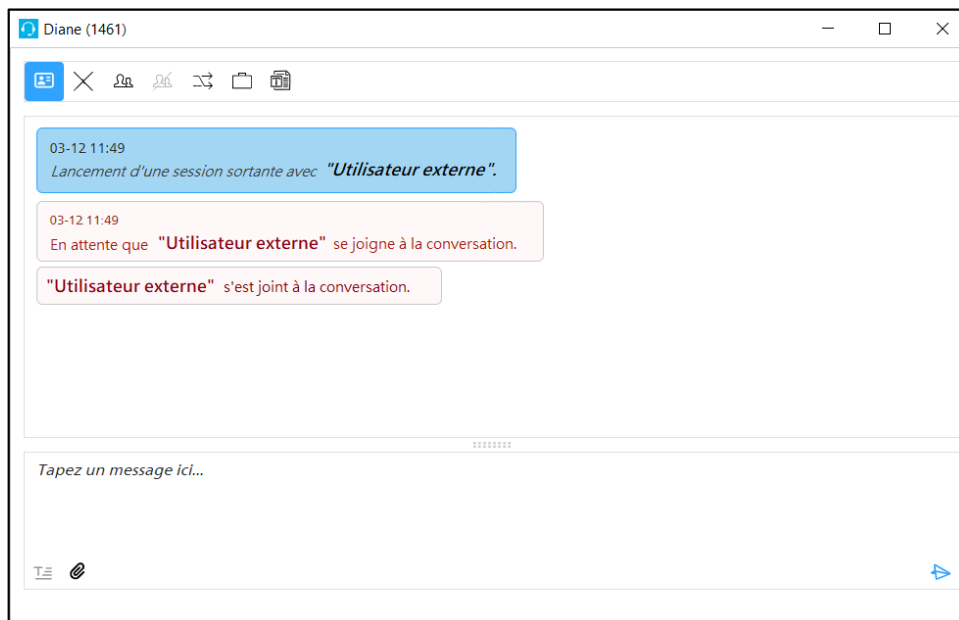 Diane (1461)
03-12 11:49
Lancement d'une session sortante avec "Utilisateur externe".
03-12 11:49
En attente que "Utilisateur externe" se joigne à la conversation.
"Utilisateur externe" s'est joint à la conversation.
Tapez un message ici...